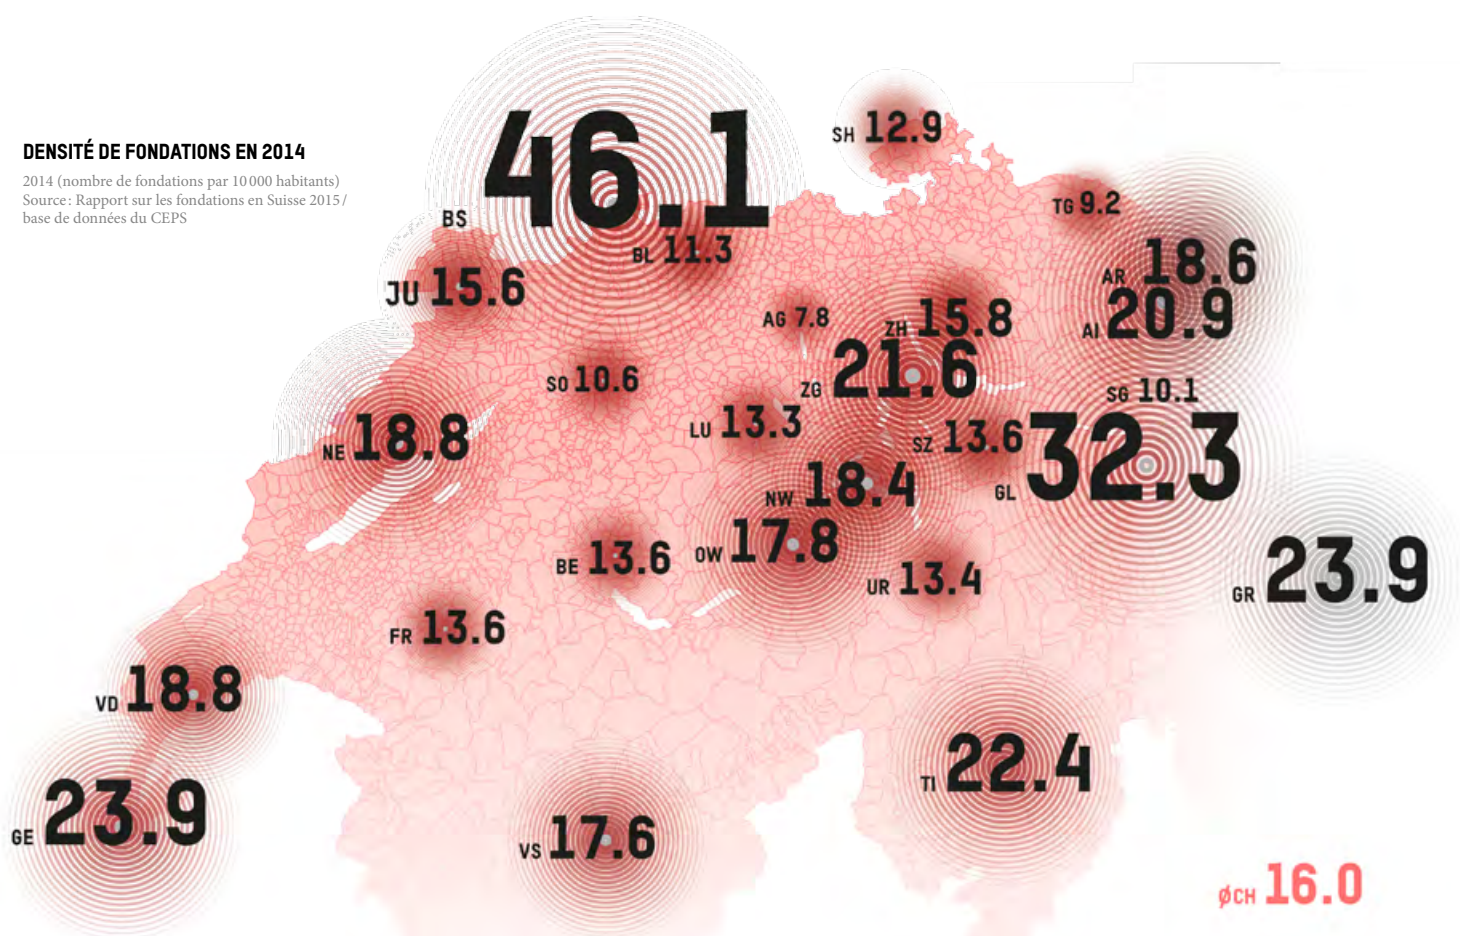 DENSITÉ DE FONDATIONS EN 2014
2014 (nombre de fondations par 10 000 habitants)
Source : Rapport sur les fondations en Suisse 2015 /
base de données du CEPS
BS 46.1
SH 12.9
TG 9.2
BL 11.3
JU 15.6
AR 18.6
AI 20.9
AG 7.8
ZH 15.8
ZG 21.6
SO 10.6
SG 10.1
LU 13.3
SZ 13.6
NE 18.8
GL 32.3
NW 18.4
OW 17.8
BE 13.6
UR 13.4
GR 23.9
FR 13.6
VD 18.8
TI 22.4
GE 23.9
VS 17.6
ØCH 16.0